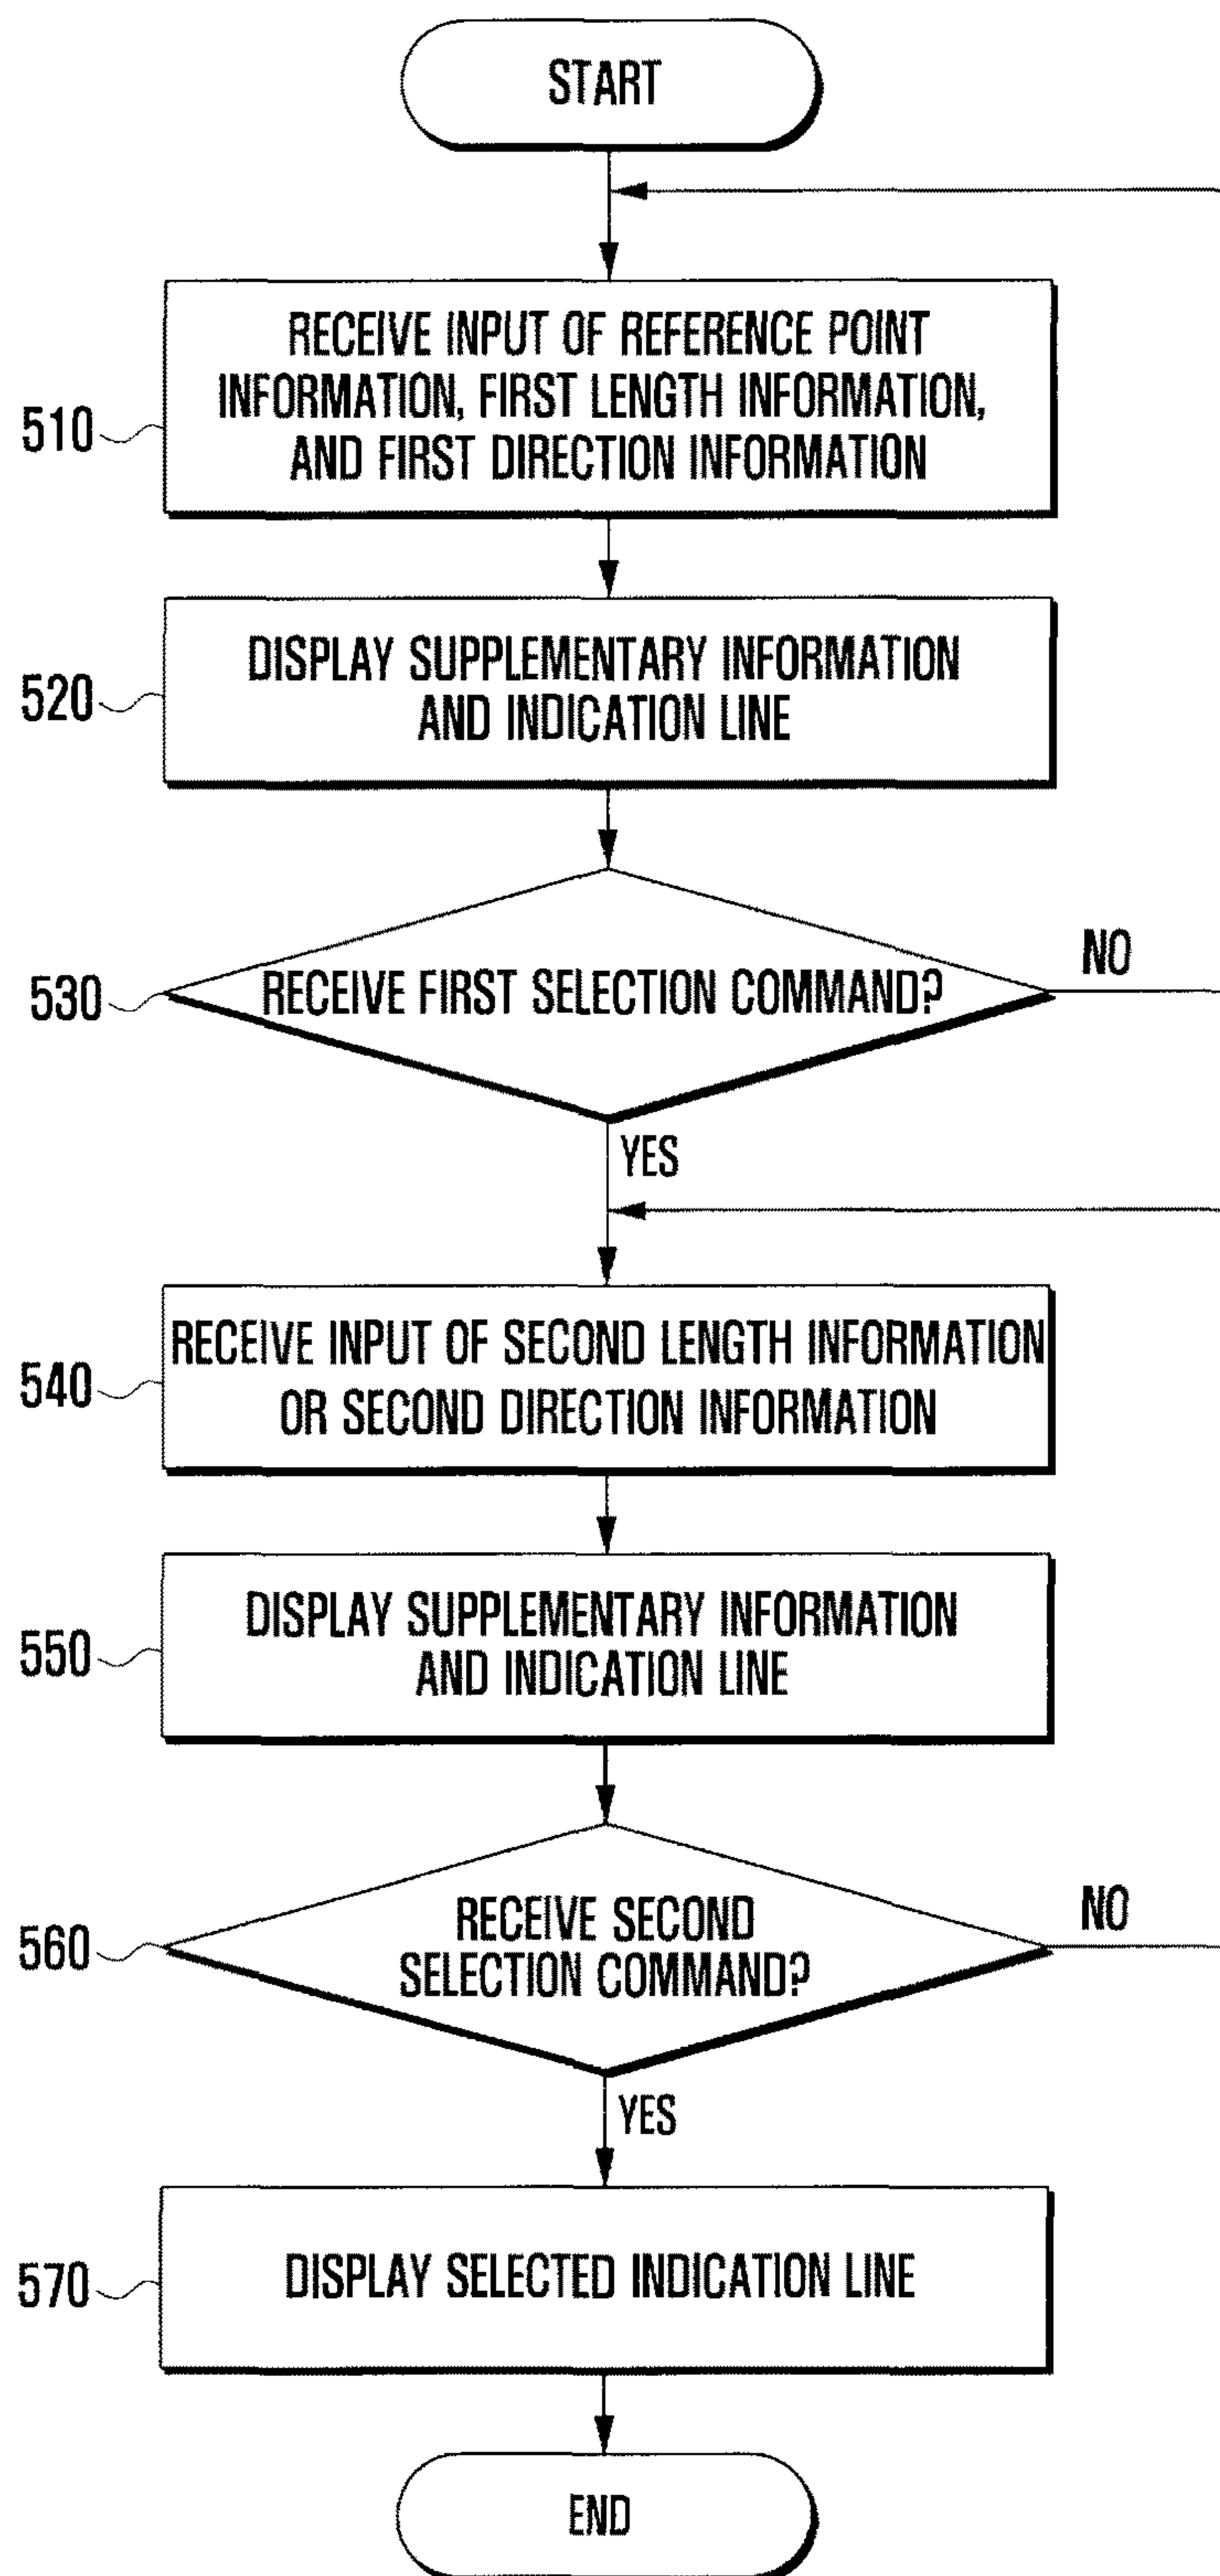 START
RECEIVE INPUT OF REFERENCE POINT
INFORMATION, FIRST LENGTH INFORMATION,
AND FIRST DIRECTION INFORMATION
510
DISPLAY SUPPLEMENTARY INFORMATION
AND INDICATION LINE
520
RECEIVE FIRST SELECTION COMMAND?
530
NO
YES
RECEIVE INPUT OF SECOND LENGTH INFORMATION
OR SECOND DIRECTION INFORMATION
540
DISPLAY SUPPLEMENTARY INFORMATION
AND INDICATION LINE
550
RECEIVE SECOND
SELECTION COMMAND?
560
NO
YES
DISPLAY SELECTED INDICATION LINE
570
END